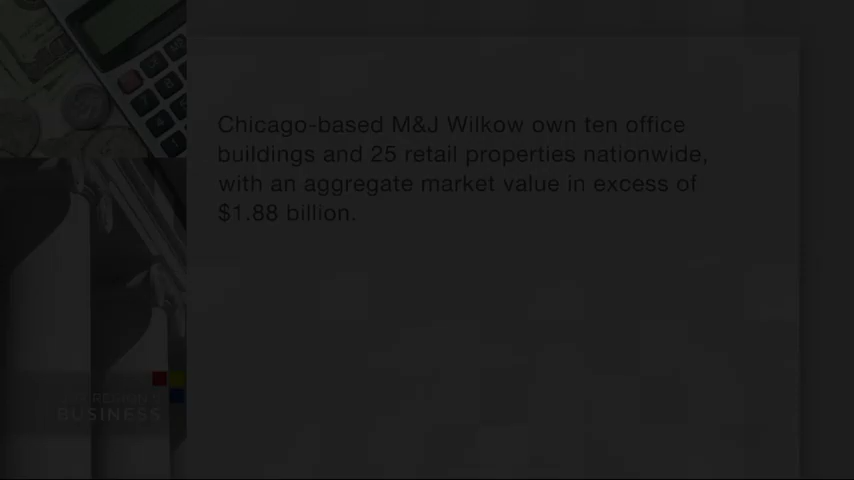 Chicago-based M&J Wilkow own ten office
buildings and 25 retail properties nationwide,
with an aggregate market value in excess of
$1.88 billion.
REGION'S
BUSINESS